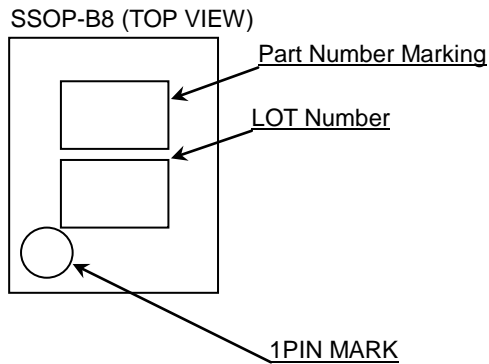 SSOP-B8 (TOP VIEW)
Part Number Marking
LOT Number
1PIN MARK